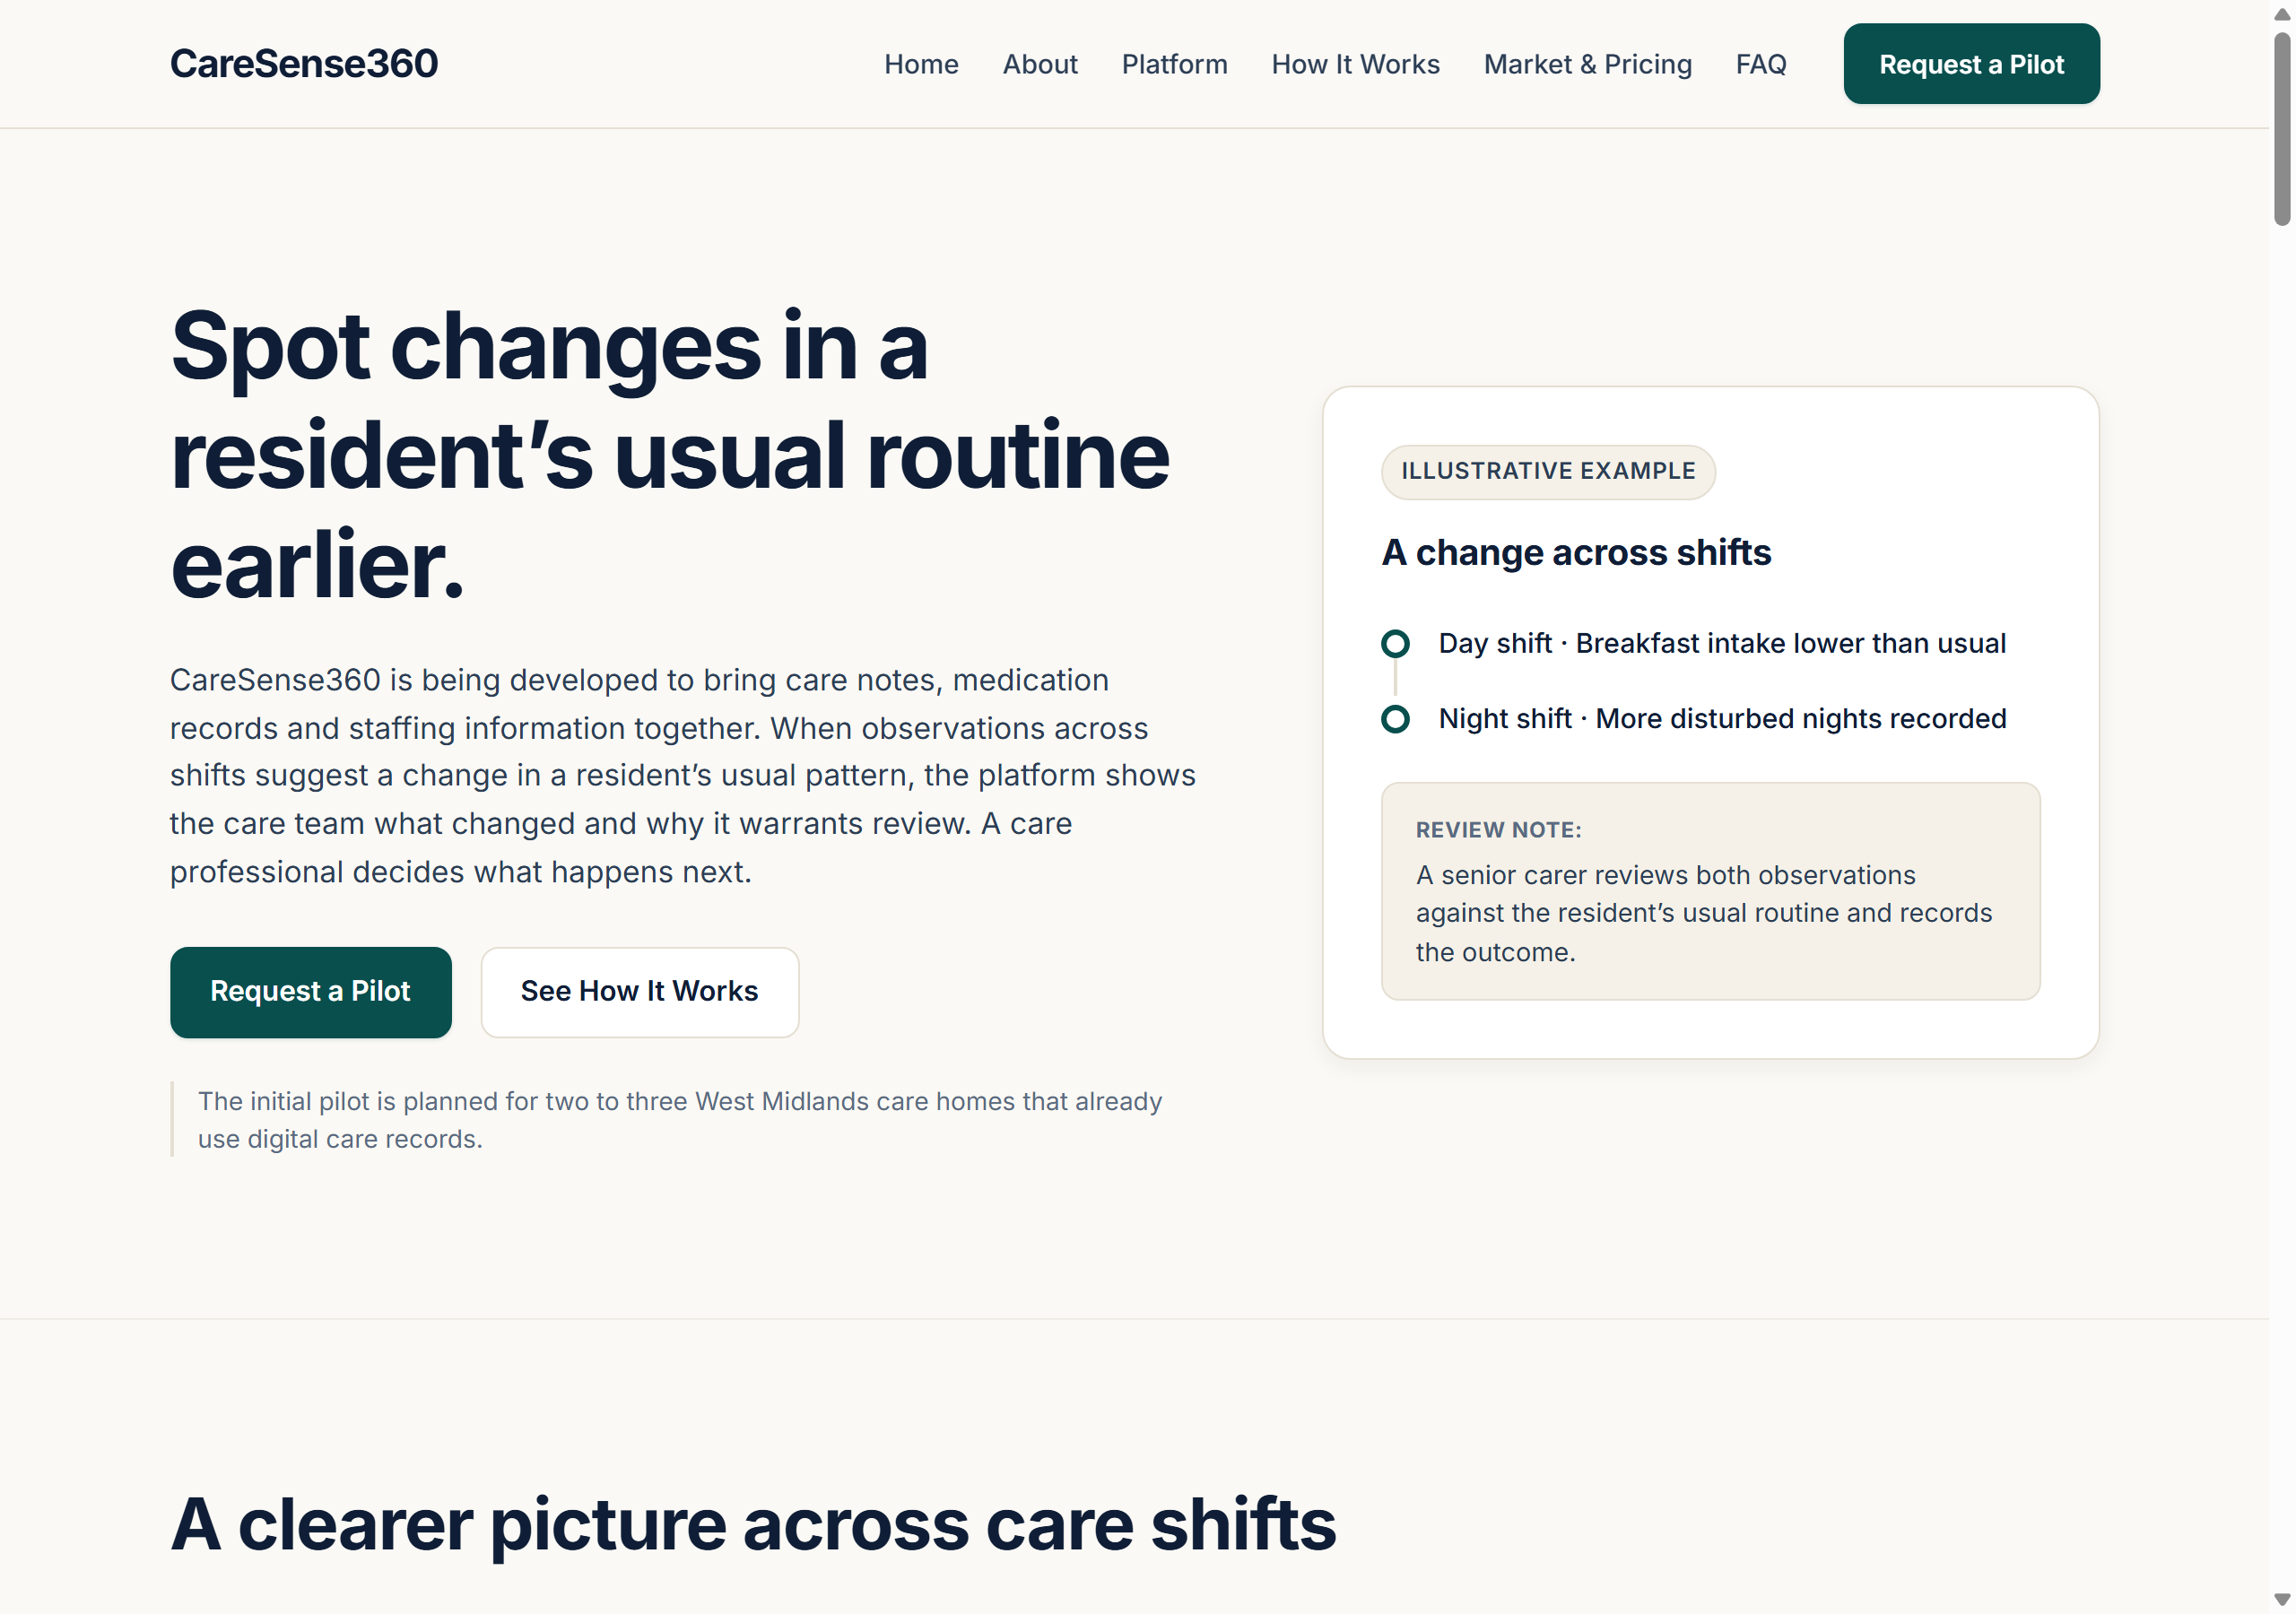 CareSense360
Home About Platform How It Works Market & Pricing FAQ Request a Pilot
Spot changes in a
resident’s usual routine
earlier.
CareSense360 is being developed to bring care notes, medication
records and staffing information together. When observations across
shifts suggest a change in a resident’s usual pattern, the platform shows
the care team what changed and why it warrants review. A care
professional decides what happens next.
Request a Pilot See How It Works
The initial pilot is planned for two to three West Midlands care homes that already
use digital care records.
ILLUSTRATIVE EXAMPLE
A change across shifts
Day shift · Breakfast intake lower than usual
Night shift · More disturbed nights recorded
REVIEW NOTE:
A senior carer reviews both observations
against the resident’s usual routine and records
the outcome.
A clearer picture across care shifts